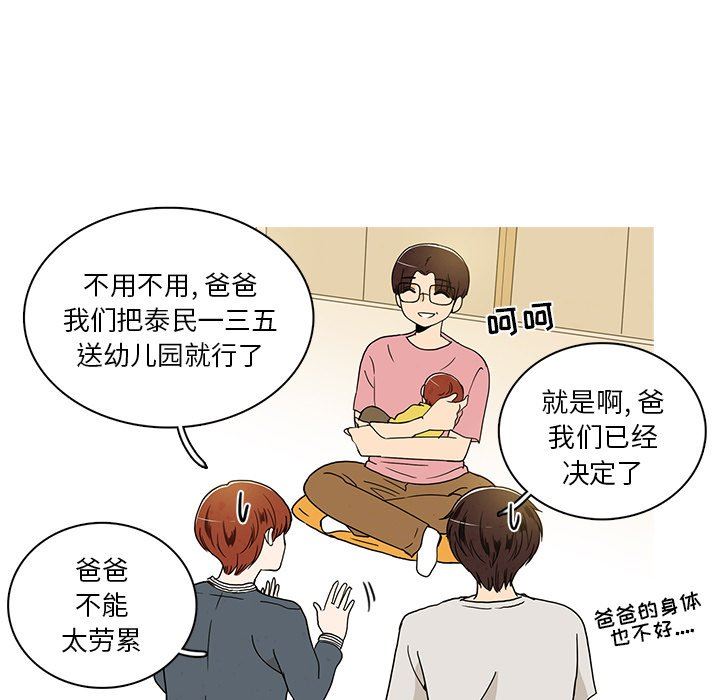 不用不用, 爸爸
我们把泰民一三五
送幼儿园就行了
呵呵
就是啊, 爸
我们已经
决定了
爸爸
不能
太劳累
爸爸的身体
也不好....